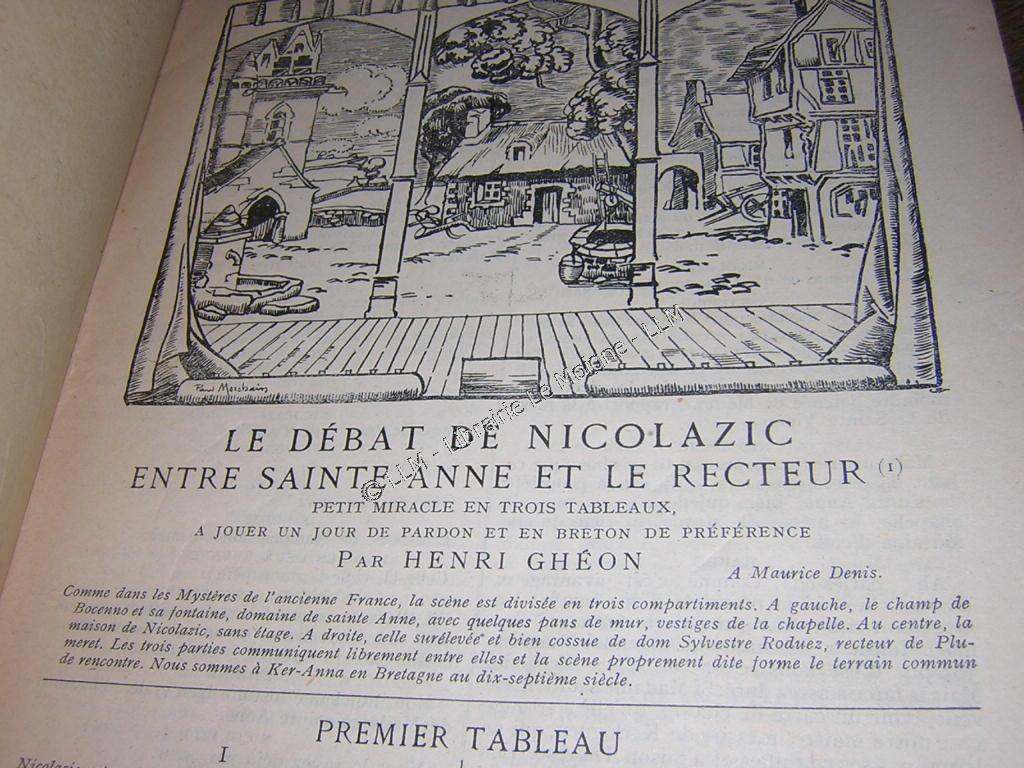 Paul Morchain
LE DÉBAT DE NICOLAZIC
ENTRE SAINTE ANNE ET LE RECTEUR (1)
PETIT MIRACLE EN TROIS TABLEAUX,
A JOUER UN JOUR DE PARDON ET EN BRETON DE PRÉFÉRENCE
PAR HENRI GHÉON
A MAURICE DENIS.
Comme dans les Mystères de l'ancienne France, la scène est divisée en trois compartiments. A gauche, le champ de
Bocenno et sa fontaine, domaine de sainte Anne, avec quelques pans de mur, vestiges de la chapelle. Au centre, la
maison de Nicolazic, sans étage. A droite, celle surélevée et bien cossue de dom Sylvestre Roduez, recteur de Plu-
meret. Les trois parties communiquent librement entre elles et la scène proprement dite forme le terrain commun
de rencontre. Nous sommes à Ker-Anna en Bretagne au dix-septième siècle.
PREMIER TABLEAU
I
© LLM - Librairie Le Moigne - LLM